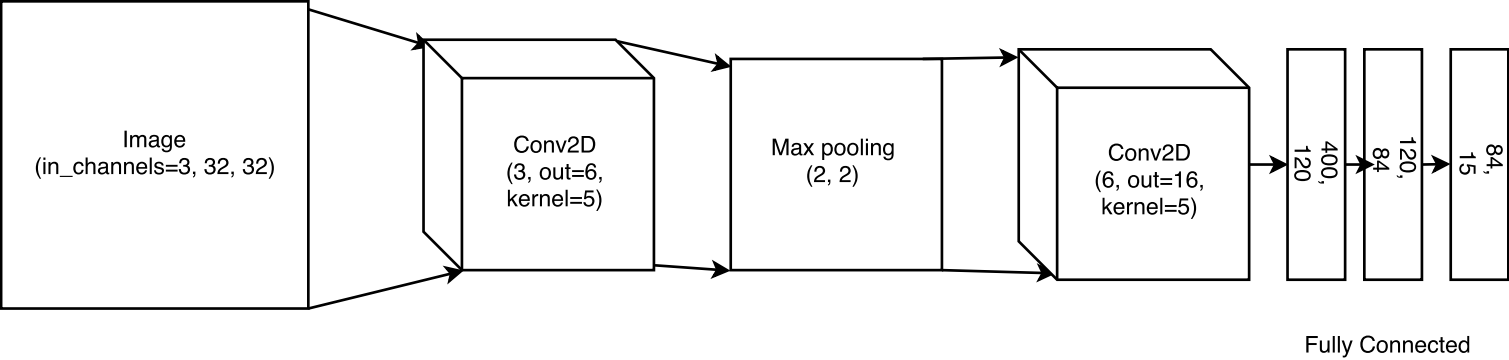 Image
(in_channels=3, 32, 32)
Conv2D
(3, out=6,
kernel=5)
Max pooling
(2, 2)
Conv2D
(6, out=16,
kernel=5)
400,
120
120,
84
84,
15
Fully Connected